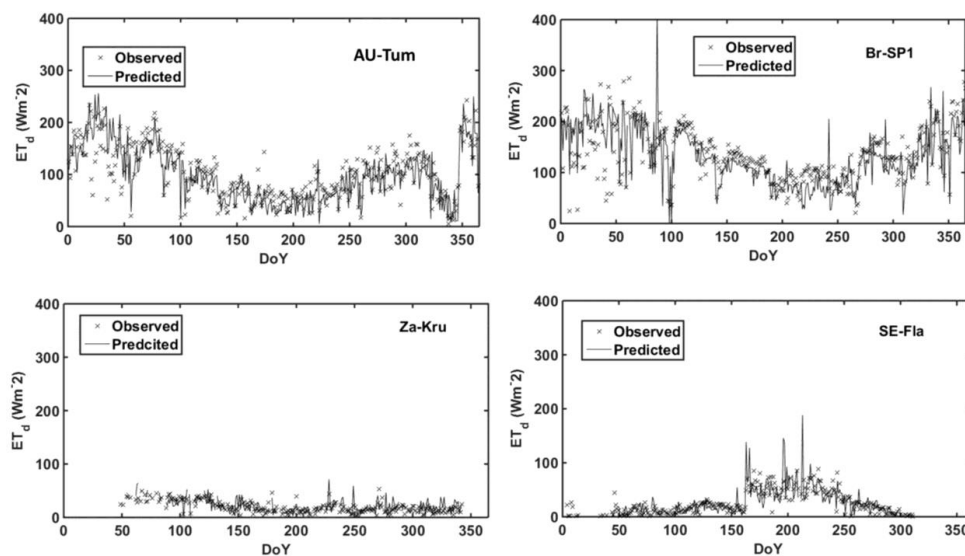 400
300
200
100
0
ET_d (Wm^-2)
× Observed
Predicted
AU-Tum
0 50 100 150 200 250 300 350
DoY
400
300
200
100
0
ET_d (Wm^-2)
× Observed
Predicted
Br-SP1
0 50 100 150 200 250 300 350
DoY
400
300
200
100
0
ET_d (Wm^-2)
× Observed
Predcited
Za-Kru
0 50 100 150 200 250 300 350
DoY
400
300
200
100
0
ET_d (Wm^-2)
× Observed
Predicted
SE-Fla
0 50 100 150 200 250 300 350
DoY